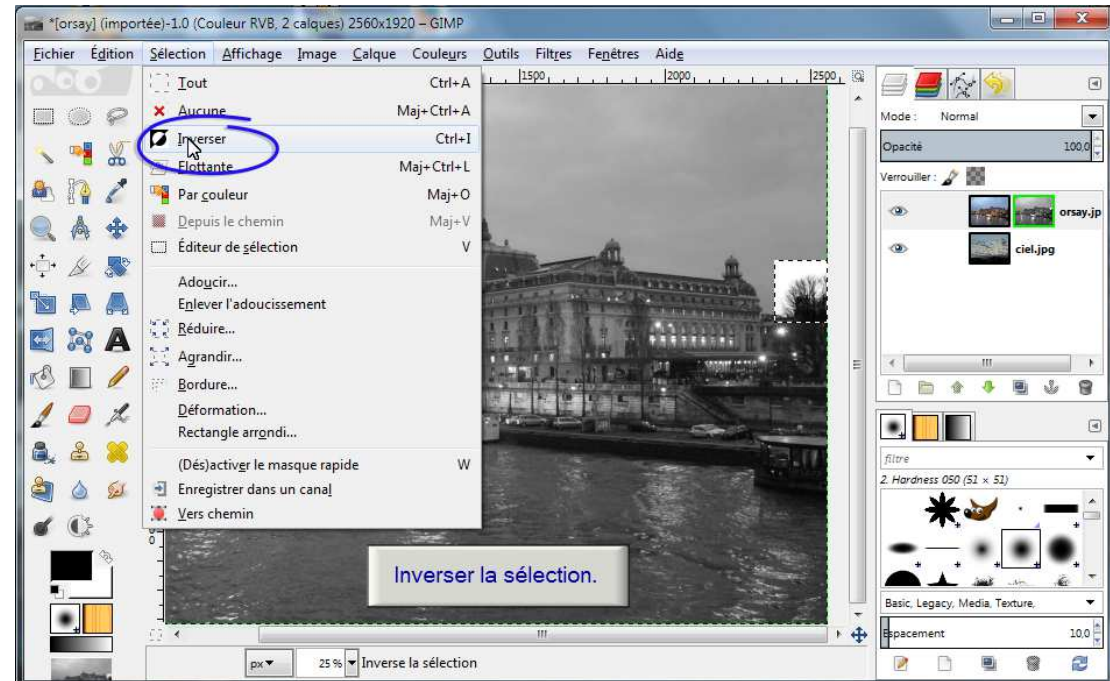 *[orsay] (importée)-1.0 (Couleur RVB, 2 calques) 2560x1920 – GIMP
Fichier Édition Sélection Affichage Image Calque Couleurs Outils Filtres Fenêtres Aide
Tout Ctrl+A
Aucune Maj+Ctrl+A
Inverser Ctrl+I
Flottante Maj+Ctrl+L
Par couleur Maj+O
Depuis le chemin Maj+V
Éditeur de sélection V
Adoucir...
Enlever l'adoucissement
Réduire...
Agrandir...
Bordure...
Déformation...
Rectangle arrondi...
(Dés)activer le masque rapide W
Enregistrer dans un canal
Vers chemin
1500 2000 2500
Inverser la sélection.
px 25 % Inverse la sélection
Mode : Normal
Opacité 100,0
Verrouiller :
orsay.jp
ciel.jpg
filtre
2. Hardness 050 (51 × 51)
Basic, Legacy, Media, Texture,
Espacement 10,0